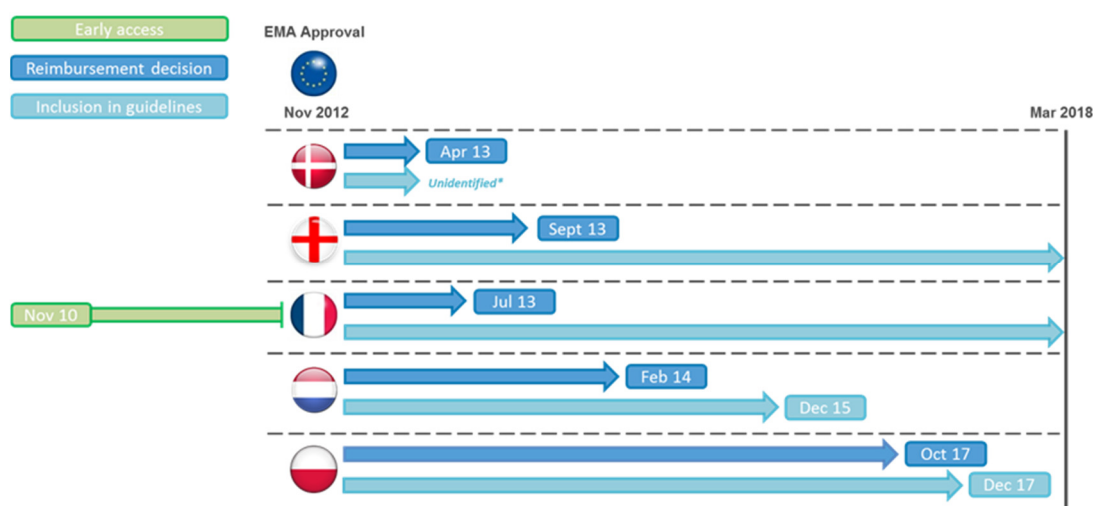 Early access
Reimbursement decision
Inclusion in guidelines
EMA Approval
Nov 2012
Mar 2018
Apr 13
Unidentified*
Sept 13
Nov 10
Jul 13
Feb 14
Dec 15
Oct 17
Dec 17